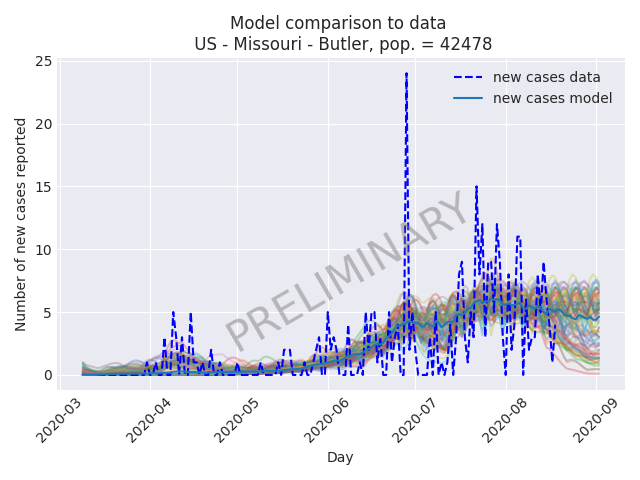 Model comparison to data
US - Missouri - Butler, pop. = 42478
25
20
15
10
5
0
Number of new cases reported
new cases data
new cases model
PRELIMINARY
2020-03
2020-04
2020-05
2020-06
2020-07
2020-08
2020-09
Day